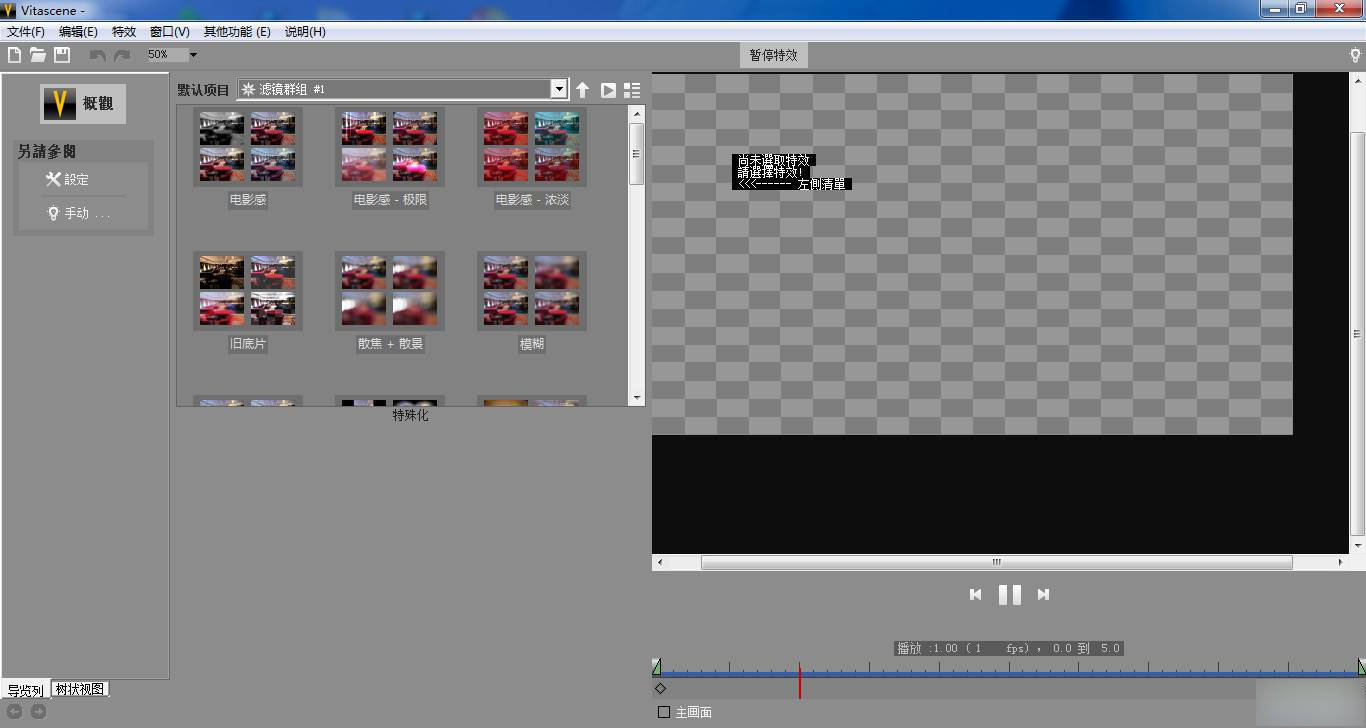 Vitascene -
文件(F) 编辑(E) 特效 窗口(V) 其他功能 (E) 说明(H)
50%
暂停特效
V 概觀
另請參閱
設定
手动 ...
默认项目
滤镜群组 #1
电影感
电影感 - 极限
电影感 - 浓淡
旧底片
散焦 + 散景
模糊
特殊化
尚未選取特效
請選擇特效!
<<<------ 左側清單
播放 :1.00 ( 1 fps) , 0.0 到 5.0
主画面
导览列 树状视图